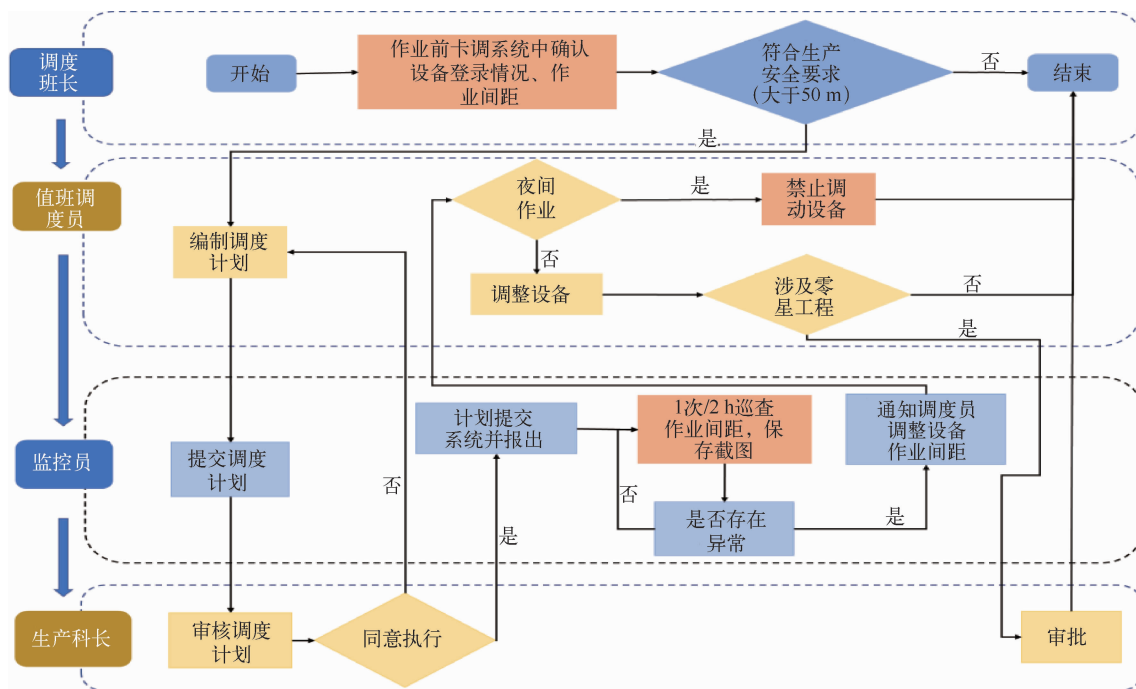 调度
班长
开始
作业前卡调系统中确认
设备登录情况、作
业间距
符合生产
安全要求
(大于50 m)
否
结束
是
值班调
度员
夜间
作业
是
禁止调
动设备
编制调度
计划
否
调整设备
涉及零
星工程
否
是
监控员
提交调度
计划
否
计划提交
系统并报出
1次/2 h巡查
作业间距，保
存截图
通知调度员
调整设备
作业间距
否
是否存在
异常
是
是
生产科长
审核调度
计划
同意执行
审批